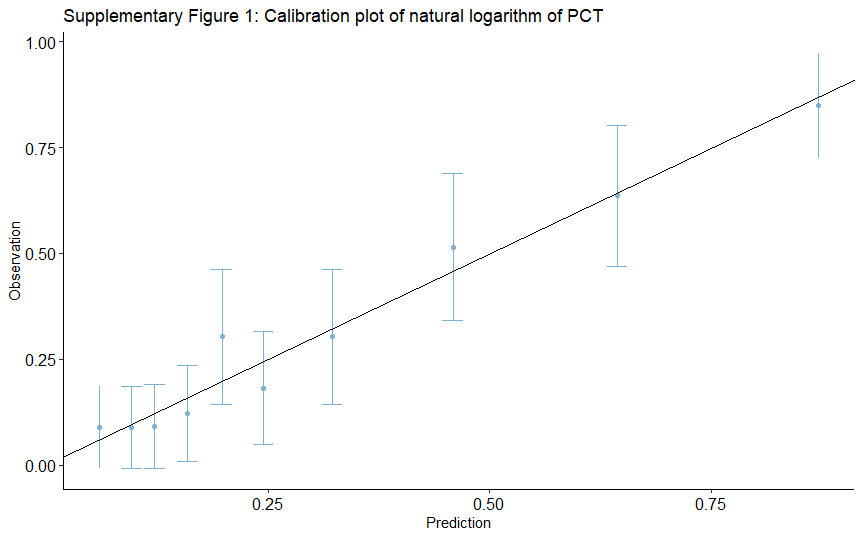 Supplementary Figure 1: Calibration plot of natural logarithm of PCT
1.00
0.75
0.50
0.25
0.00
Observation
0.25 0.50 0.75
Prediction